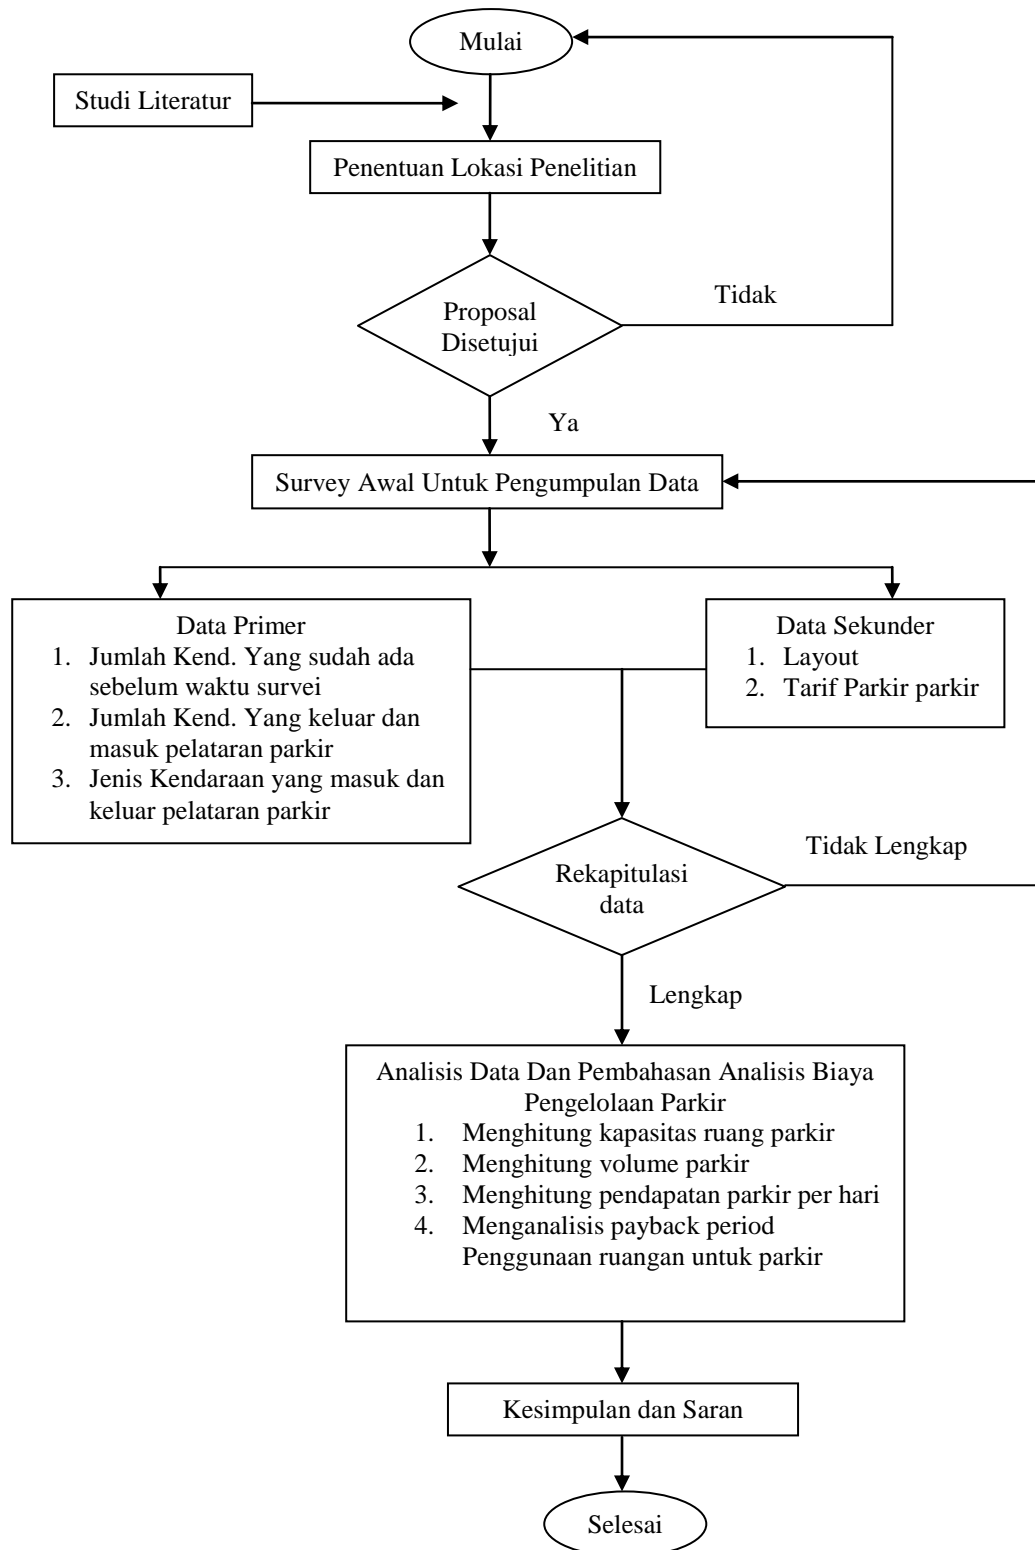 Mulai
Studi Literatur
Penentuan Lokasi Penelitian
Proposal
Disetujui
Tidak
Ya
Survey Awal Untuk Pengumpulan Data
Data Primer
1. Jumlah Kend. Yang sudah ada
sebelum waktu survei
2. Jumlah Kend. Yang keluar dan
masuk pelataran parkir
3. Jenis Kendaraan yang masuk dan
keluar pelataran parkir
Data Sekunder
1. Layout
2. Tarif Parkir parkir
Rekapitulasi
data
Tidak Lengkap
Lengkap
Analisis Data Dan Pembahasan Analisis Biaya
Pengelolaan Parkir
1. Menghitung kapasitas ruang parkir
2. Menghitung volume parkir
3. Menghitung pendapatan parkir per hari
4. Menganalisis payback period
Penggunaan ruangan untuk parkir
Kesimpulan dan Saran
Selesai